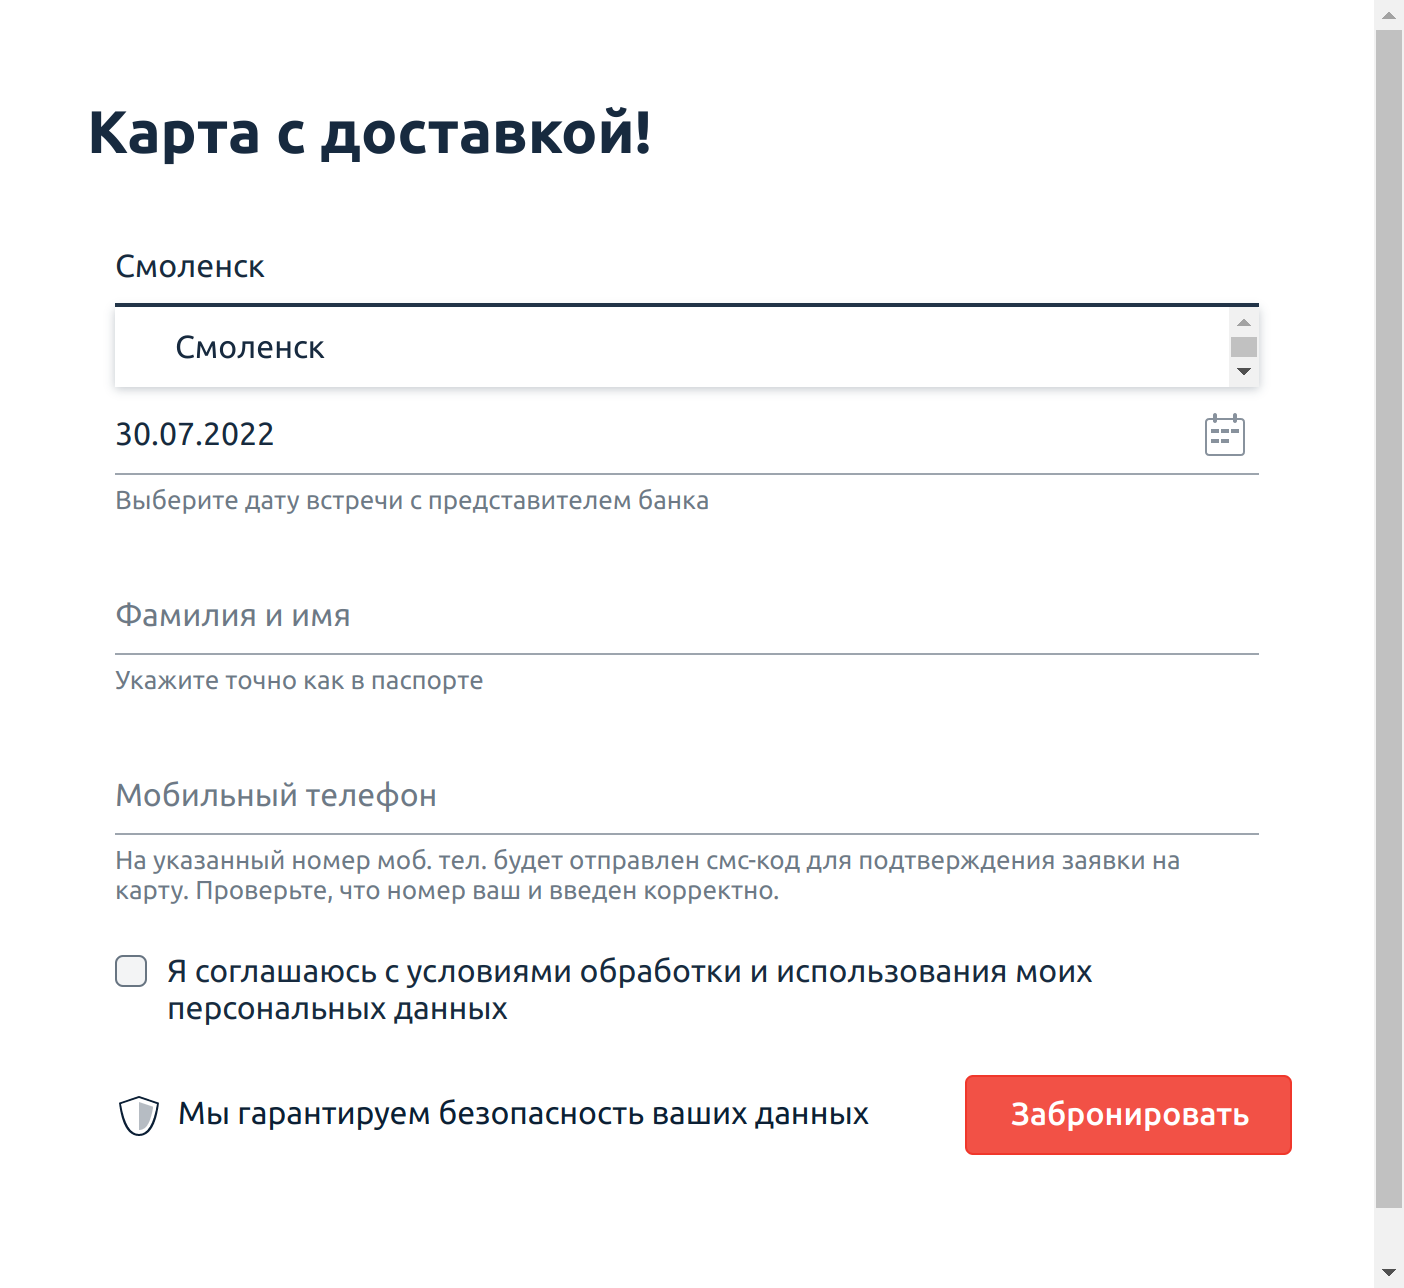 Карта с доставкой!
Смоленск
Смоленск
30.07.2022
Выберите дату встречи с представителем банка
Фамилия и имя
Укажите точно как в паспорте
Мобильный телефон
На указанный номер моб. тел. будет отправлен смс-код для подтверждения заявки на
карту. Проверьте, что номер ваш и введен корректно.
Я соглашаюсь с условиями обработки и использования моих
персональных данных
Мы гарантируем безопасность ваших данных
Забронировать